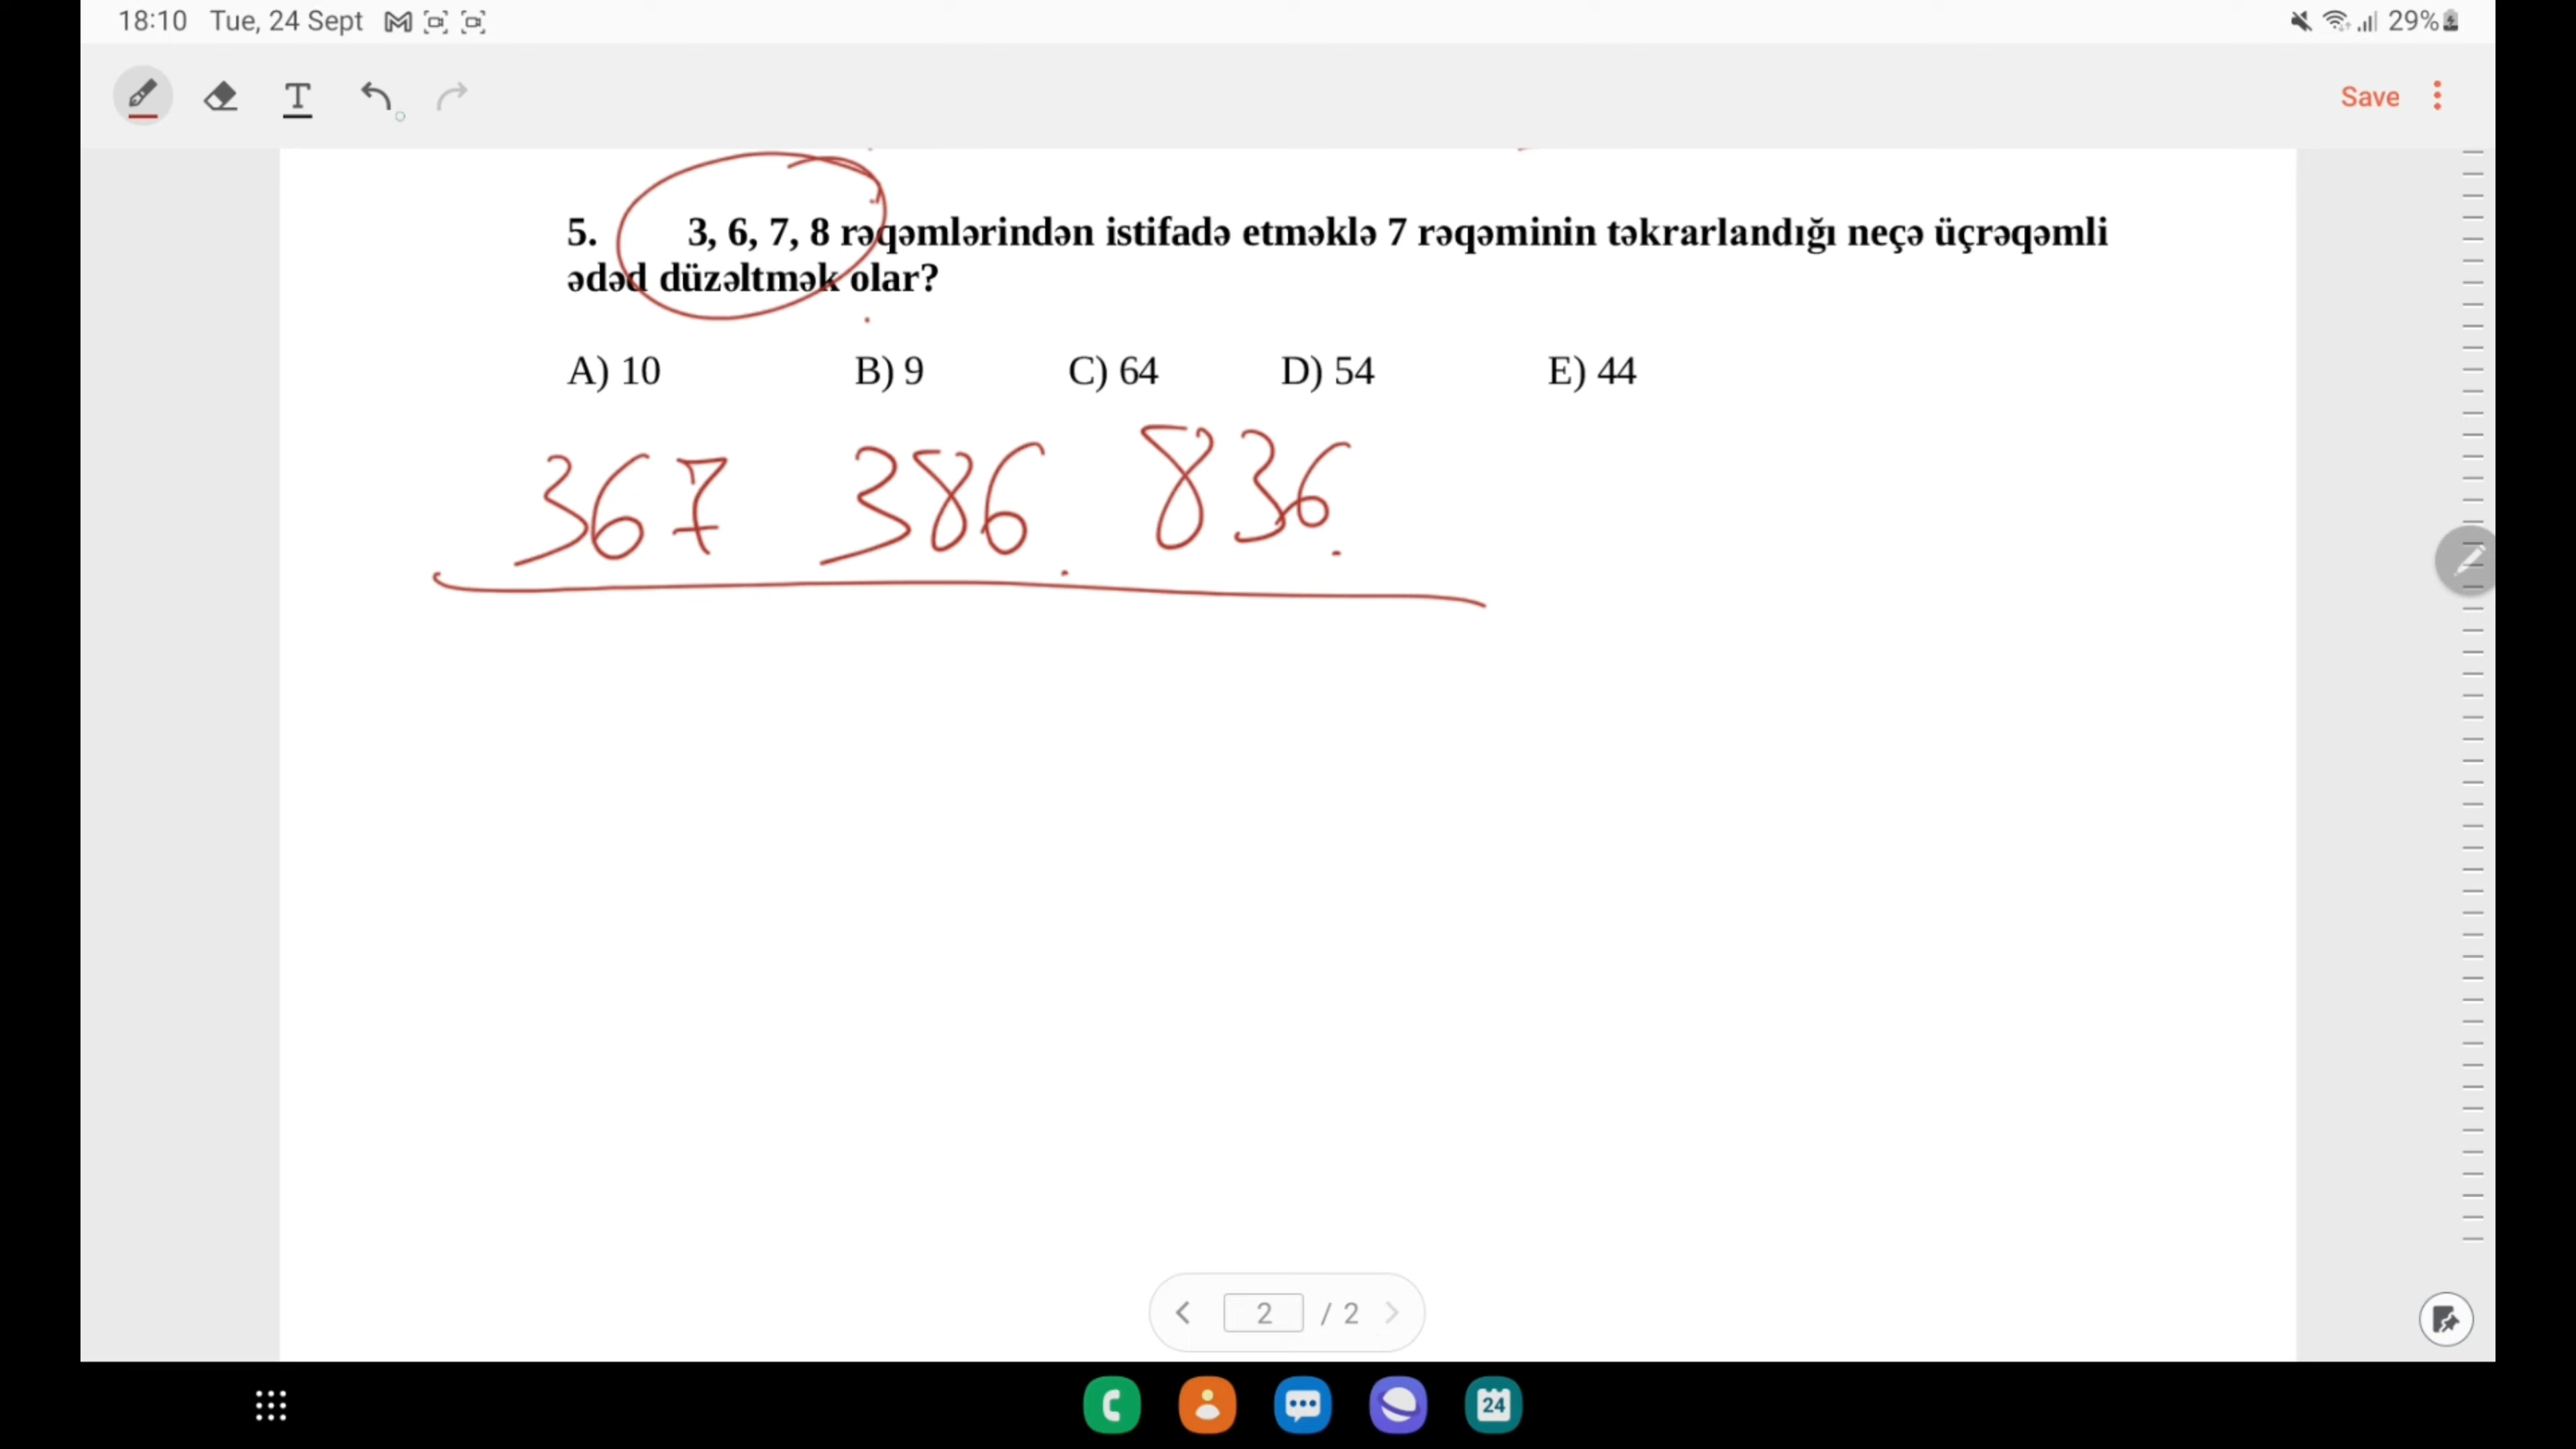 18:10 Tue, 24 Sept 29%
T Save
5. 3, 6, 7, 8 rəqəmlərindən istifadə etməklə 7 rəqəminin təkrarlandığı neçə üçrəqəmli
ədəd düzəltmək olar?
A) 10 B) 9 C) 64 D) 54 E) 44
367 386. 836.
2 / 2
24